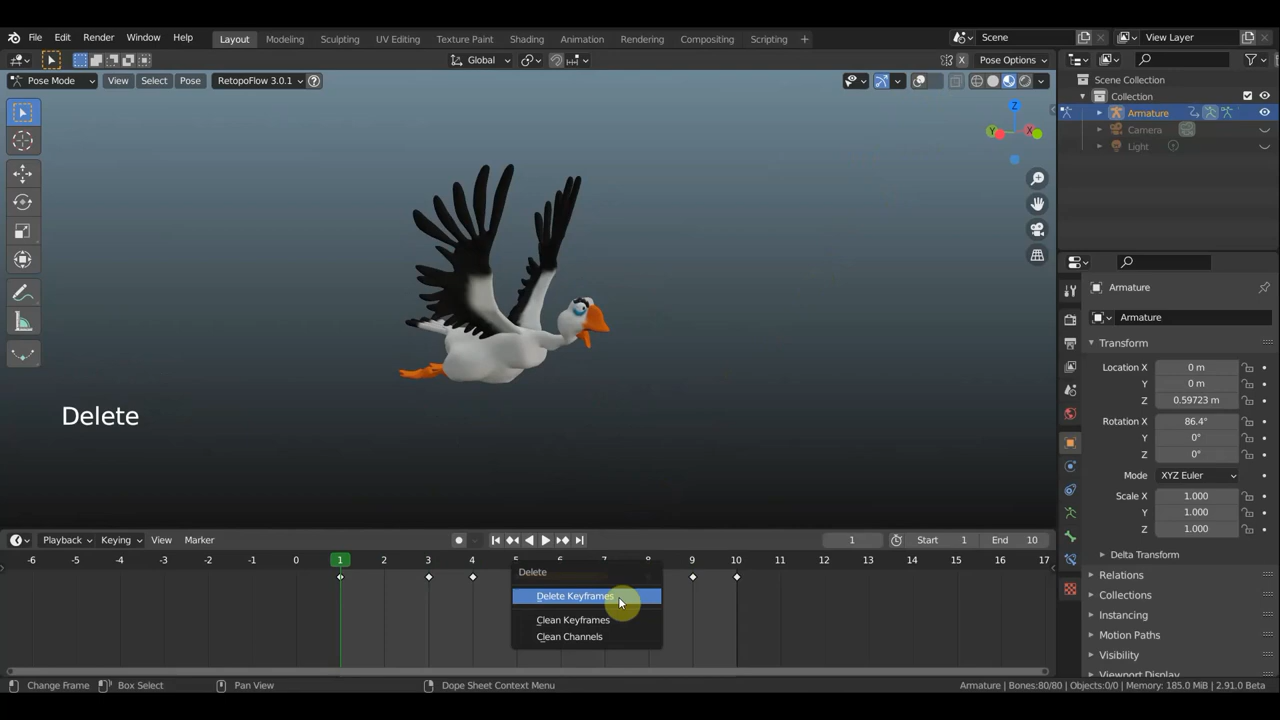 File Edit Render Window Help Layout Modeling Sculpting UV Editing Texture Paint Shading Animation Rendering Compositing Scripting + Scene View Layer
Global X Pose Options
Pose Mode View Select Pose RetopoFlow 3.0.1
Scene Collection
Collection
Armature
Camera
Light
Z
Y X
Armature
Armature
Transform
Location X 0 m
Y 0 m
Z 0.59723 m
Rotation X 86.4°
Y 0°
Z 0°
Mode XYZ Euler
Scale X 1.000
Y 1.000
Z 1.000
Delta Transform
Relations
Collections
Instancing
Motion Paths
Visibility
Viewport Display
Delete
Playback Keying View Marker 1 Start 1 End 10
-6 -5 -4 -3 -2 -1 0 1 2 3 4 5 6 7 8 9 10 11 12 13 14 15 16 17
Delete
Delete Keyframes
Clean Keyframes
Clean Channels
Change Frame Box Select Pan View Dope Sheet Context Menu Armature | Bones:80/80 | Objects:0/0 | Memory: 185.0 MiB | 2.91.0 Beta